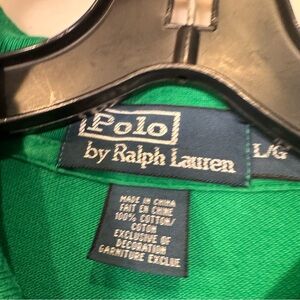 Polo
by Ralph Lauren
L/G
MADE IN CHINA
FAIT EN CHINE
100% COTTON/
COTON
EXCLUSIVE OF
DECORATION
GARNITURE EXCLUE